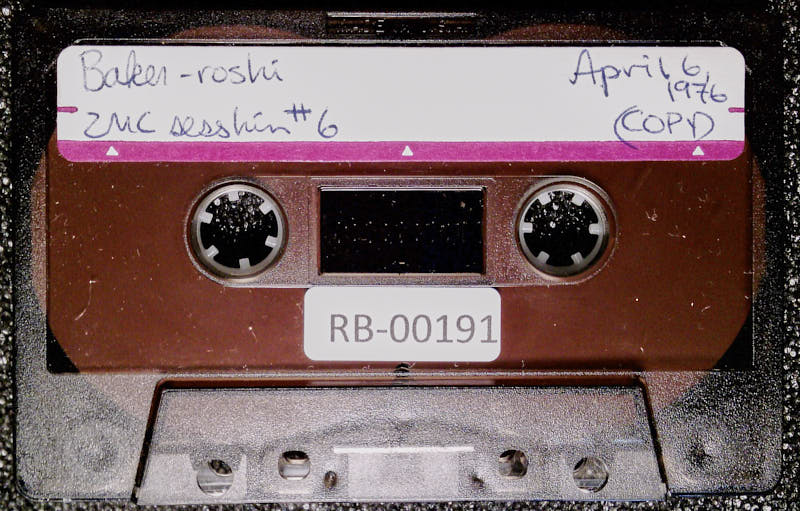 Baker-roshi April 6,
1976
ZMC sesshin #6 (COPY)
RB-00191